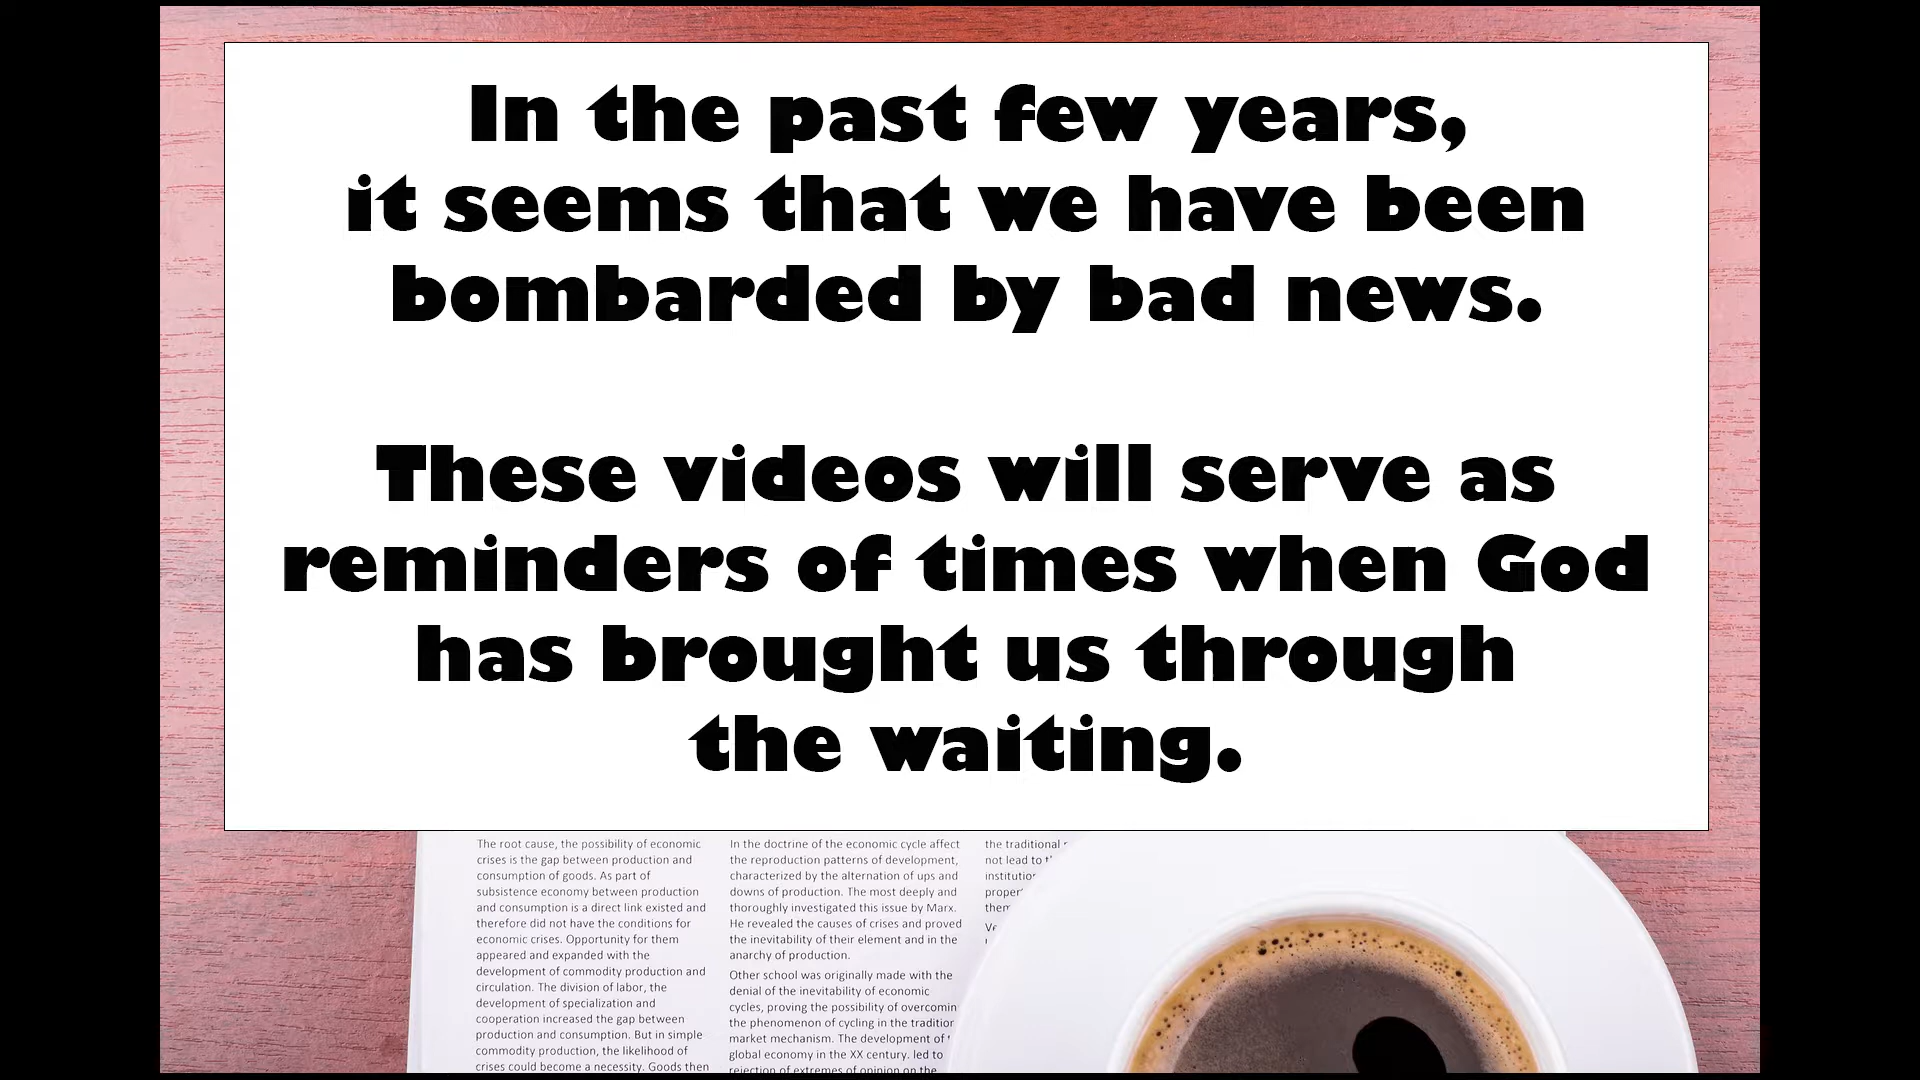 In the past few years,
it seems that we have been
bombarded by bad news.
These videos will serve as
reminders of times when God
has brought us through
the waiting.
The root cause, the possibility of economic
crises is the gap between production and
consumption of goods. As part of
subsistence economy between production
and consumption is a direct link existed and
therefore did not have the conditions for
economic crises. Opportunity for them
appeared and expanded with the
development of commodity production and
circulation. The division of labor, the
development of specialization and
cooperation increased the gap between
production and consumption. But in simple
commodity production, the likelihood of
crises could become a necessity. Goods then
In the doctrine of the economic cycle affect
the reproduction patterns of development,
characterized by the alternation of ups and
downs of production. The most deeply and
thoroughly investigated this issue by Marx.
He revealed the causes of crises and proved
the inevitability of their element and in the
anarchy of production.
Other school was originally made with the
denial of the inevitability of economic
cycles, proving the possibility of overcomin
the phenomenon of cycling in the tradition
market mechanism. The development of
global economy in the XX century. led to
rejection of extremes of opinion on the
the traditional
not lead to